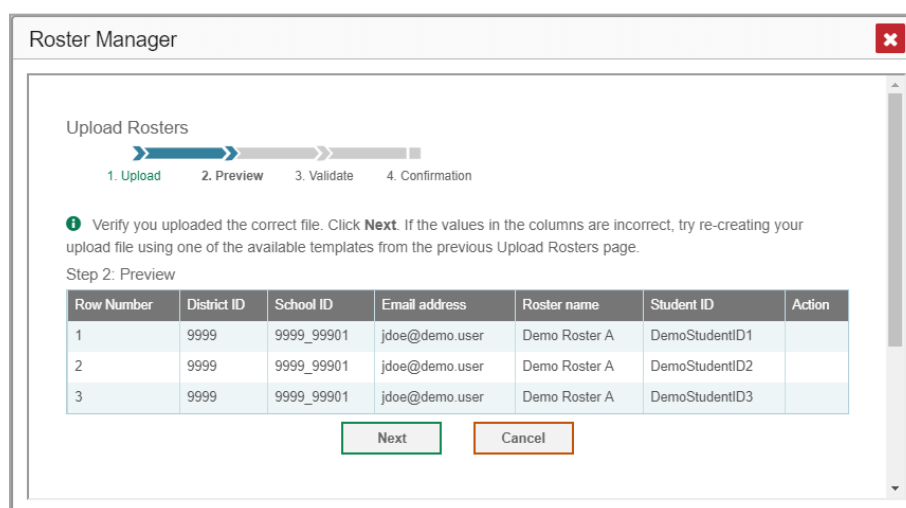 Roster Manager
Upload Rosters
1. Upload 2. Preview 3. Validate 4. Confirmation
Verify you uploaded the correct file. Click Next. If the values in the columns are incorrect, try re-creating your
upload file using one of the available templates from the previous Upload Rosters page.
Step 2: Preview
Row Number District ID School ID Email address Roster name Student ID Action
1 9999 9999_99901 jdoe@demo.user Demo Roster A DemoStudentID1
2 9999 9999_99901 jdoe@demo.user Demo Roster A DemoStudentID2
3 9999 9999_99901 jdoe@demo.user Demo Roster A DemoStudentID3
Next Cancel